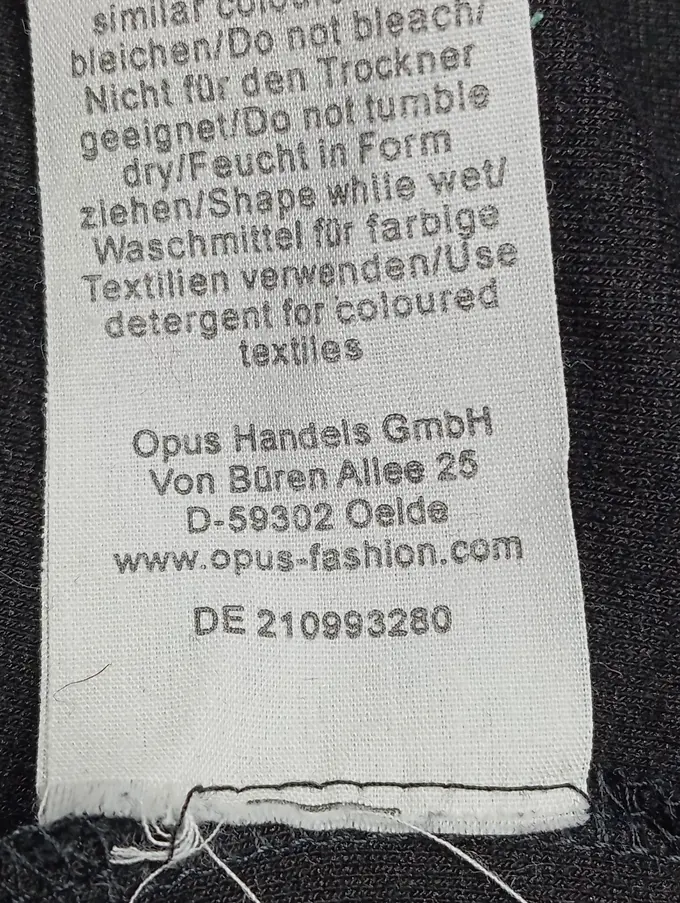 similar
bleichen/Do not bleach/
Nicht für den Trockner
geeignet/Do not tumble
dry/Feucht in Form
ziehen/Shape while wet/
Waschmittel für farbige
Textilien verwenden/Use
detergent for coloured
textiles
Opus Handels GmbH
Von Büren Allee 25
D-59302 Oelde
www.opus-fashion.com
DE 210993280